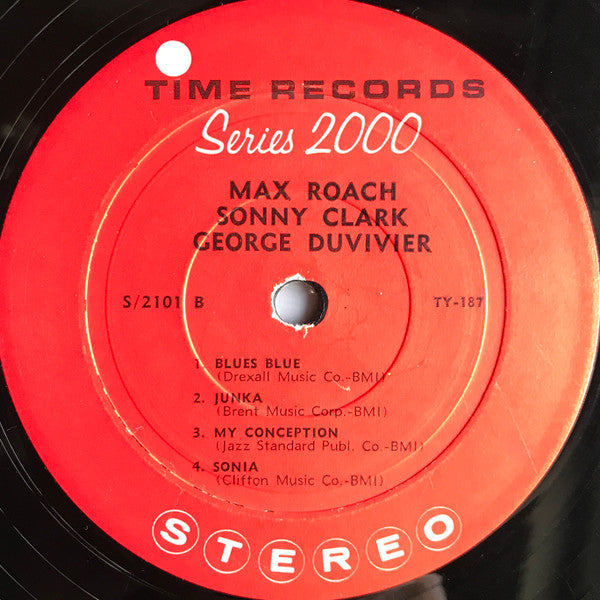 TIME RECORDS
Series 2000
MAX ROACH
SONNY CLARK
GEORGE DUVIVIER
S/2101 B TY-187
1. BLUES BLUE
(Drexall Music Co.-BMI)
2. JUNKA
(Brent Music Corp.-BMI)
3. MY CONCEPTION
(Jazz Standard Publ. Co.-BMI)
4. SONIA
(Clifton Music Co.-BMI)
STEREO